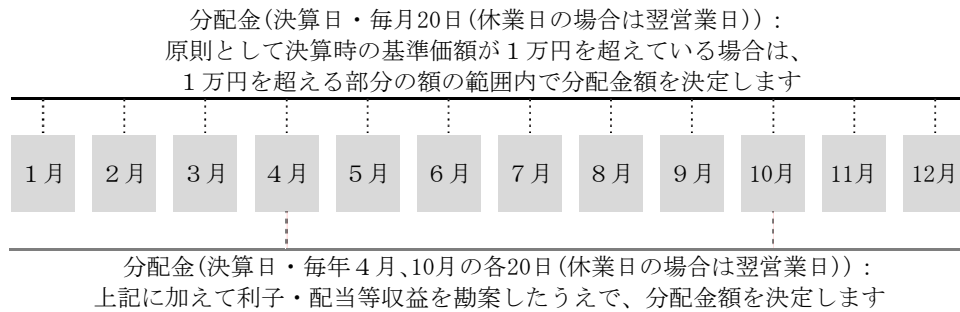 分配金(決算日・毎月20日(休業日の場合は翌営業日))：
原則として決算時の基準価額が１万円を超えている場合は、
１万円を超える部分の額の範囲内で分配金額を決定します
１月 ２月 ３月 ４月 ５月 ６月 ７月 ８月 ９月 10月 11月 12月
分配金(決算日・毎年４月、10月の各20日(休業日の場合は翌営業日))：
上記に加えて利子・配当等収益を勘案したうえで、分配金額を決定します